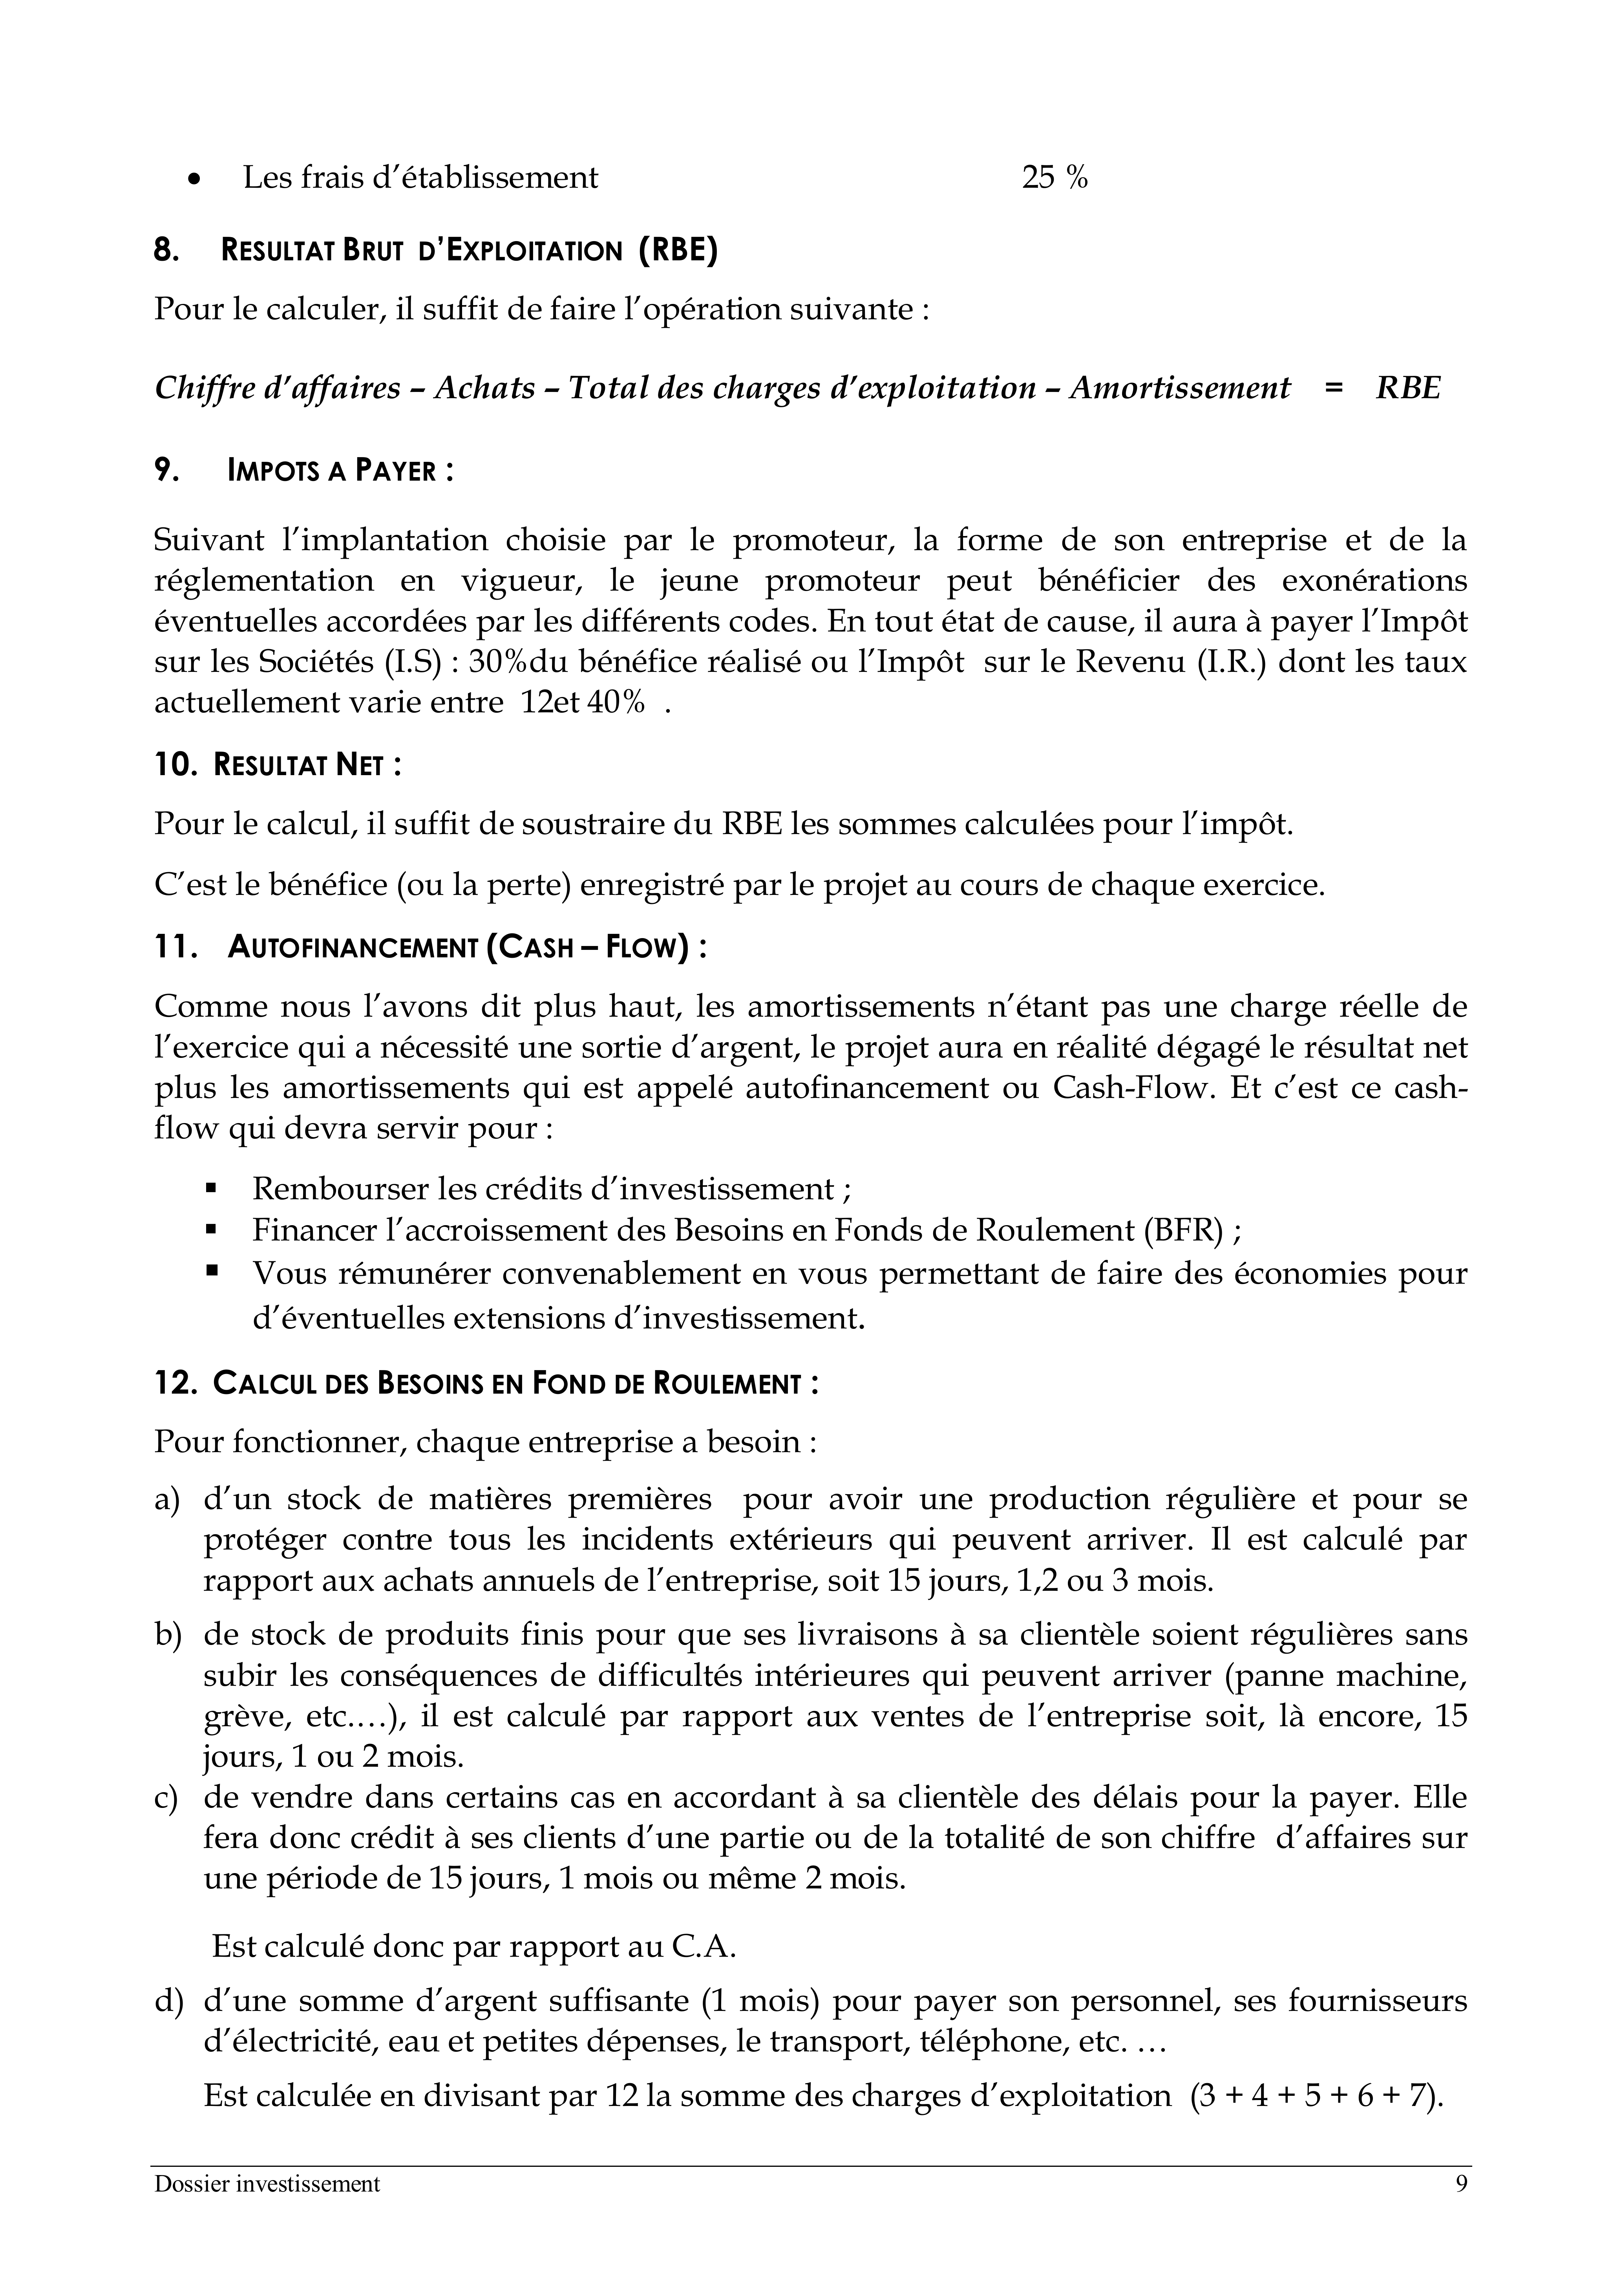 • Les frais d’établissement 25 %
8. RESULTAT BRUT D’EXPLOITATION (RBE)
Pour le calculer, il suffit de faire l’opération suivante :
Chiffre d’affaires – Achats – Total des charges d’exploitation – Amortissement = RBE
9. IMPOTS A PAYER :
Suivant l’implantation choisie par le promoteur, la forme de son entreprise et de la
réglementation en vigueur, le jeune promoteur peut bénéficier des exonérations
éventuelles accordées par les différents codes. En tout état de cause, il aura à payer l’Impôt
sur les Sociétés (I.S) : 30%du bénéfice réalisé ou l’Impôt sur le Revenu (I.R.) dont les taux
actuellement varie entre 12et 40% .
10. RESULTAT NET :
Pour le calcul, il suffit de soustraire du RBE les sommes calculées pour l’impôt.
C’est le bénéfice (ou la perte) enregistré par le projet au cours de chaque exercice.
11. AUTOFINANCEMENT (CASH – FLOW) :
Comme nous l’avons dit plus haut, les amortissements n’étant pas une charge réelle de
l’exercice qui a nécessité une sortie d’argent, le projet aura en réalité dégagé le résultat net
plus les amortissements qui est appelé autofinancement ou Cash-Flow. Et c’est ce cash-
flow qui devra servir pour :
▪ Rembourser les crédits d’investissement ;
▪ Financer l’accroissement des Besoins en Fonds de Roulement (BFR) ;
▪ Vous rémunérer convenablement en vous permettant de faire des économies pour
d’éventuelles extensions d’investissement.
12. CALCUL DES BESOINS EN FOND DE ROULEMENT :
Pour fonctionner, chaque entreprise a besoin :
a) d’un stock de matières premières pour avoir une production régulière et pour se
protéger contre tous les incidents extérieurs qui peuvent arriver. Il est calculé par
rapport aux achats annuels de l’entreprise, soit 15 jours, 1,2 ou 3 mois.
b) de stock de produits finis pour que ses livraisons à sa clientèle soient régulières sans
subir les conséquences de difficultés intérieures qui peuvent arriver (panne machine,
grève, etc.…), il est calculé par rapport aux ventes de l’entreprise soit, là encore, 15
jours, 1 ou 2 mois.
c) de vendre dans certains cas en accordant à sa clientèle des délais pour la payer. Elle
fera donc crédit à ses clients d’une partie ou de la totalité de son chiffre d’affaires sur
une période de 15 jours, 1 mois ou même 2 mois.
Est calculé donc par rapport au C.A.
d) d’une somme d’argent suffisante (1 mois) pour payer son personnel, ses fournisseurs
d’électricité, eau et petites dépenses, le transport, téléphone, etc. …
Est calculée en divisant par 12 la somme des charges d’exploitation (3 + 4 + 5 + 6 + 7).
Dossier investissement 9